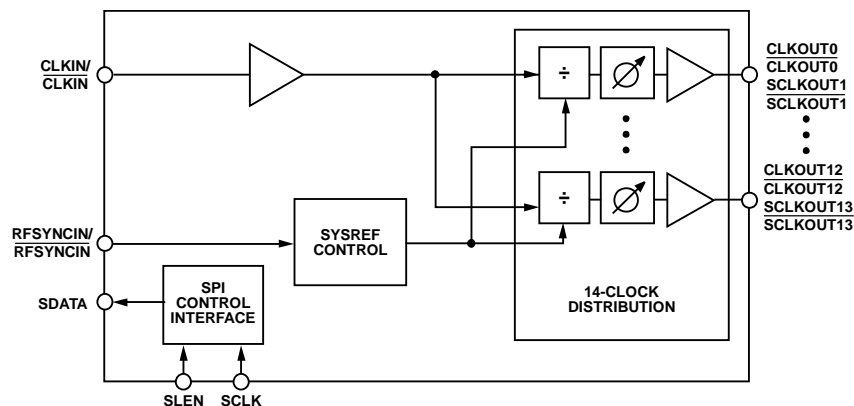 CLKIN/
CLKIN
÷
CLKOUT0
CLKOUT0
SCLKOUT1
SCLKOUT1
÷
CLKOUT12
CLKOUT12
SCLKOUT13
SCLKOUT13
RFSYNCIN/
RFSYNCIN
SYSREF
CONTROL
SDATA
SPI
CONTROL
INTERFACE
14-CLOCK
DISTRIBUTION
SLEN
SCLK